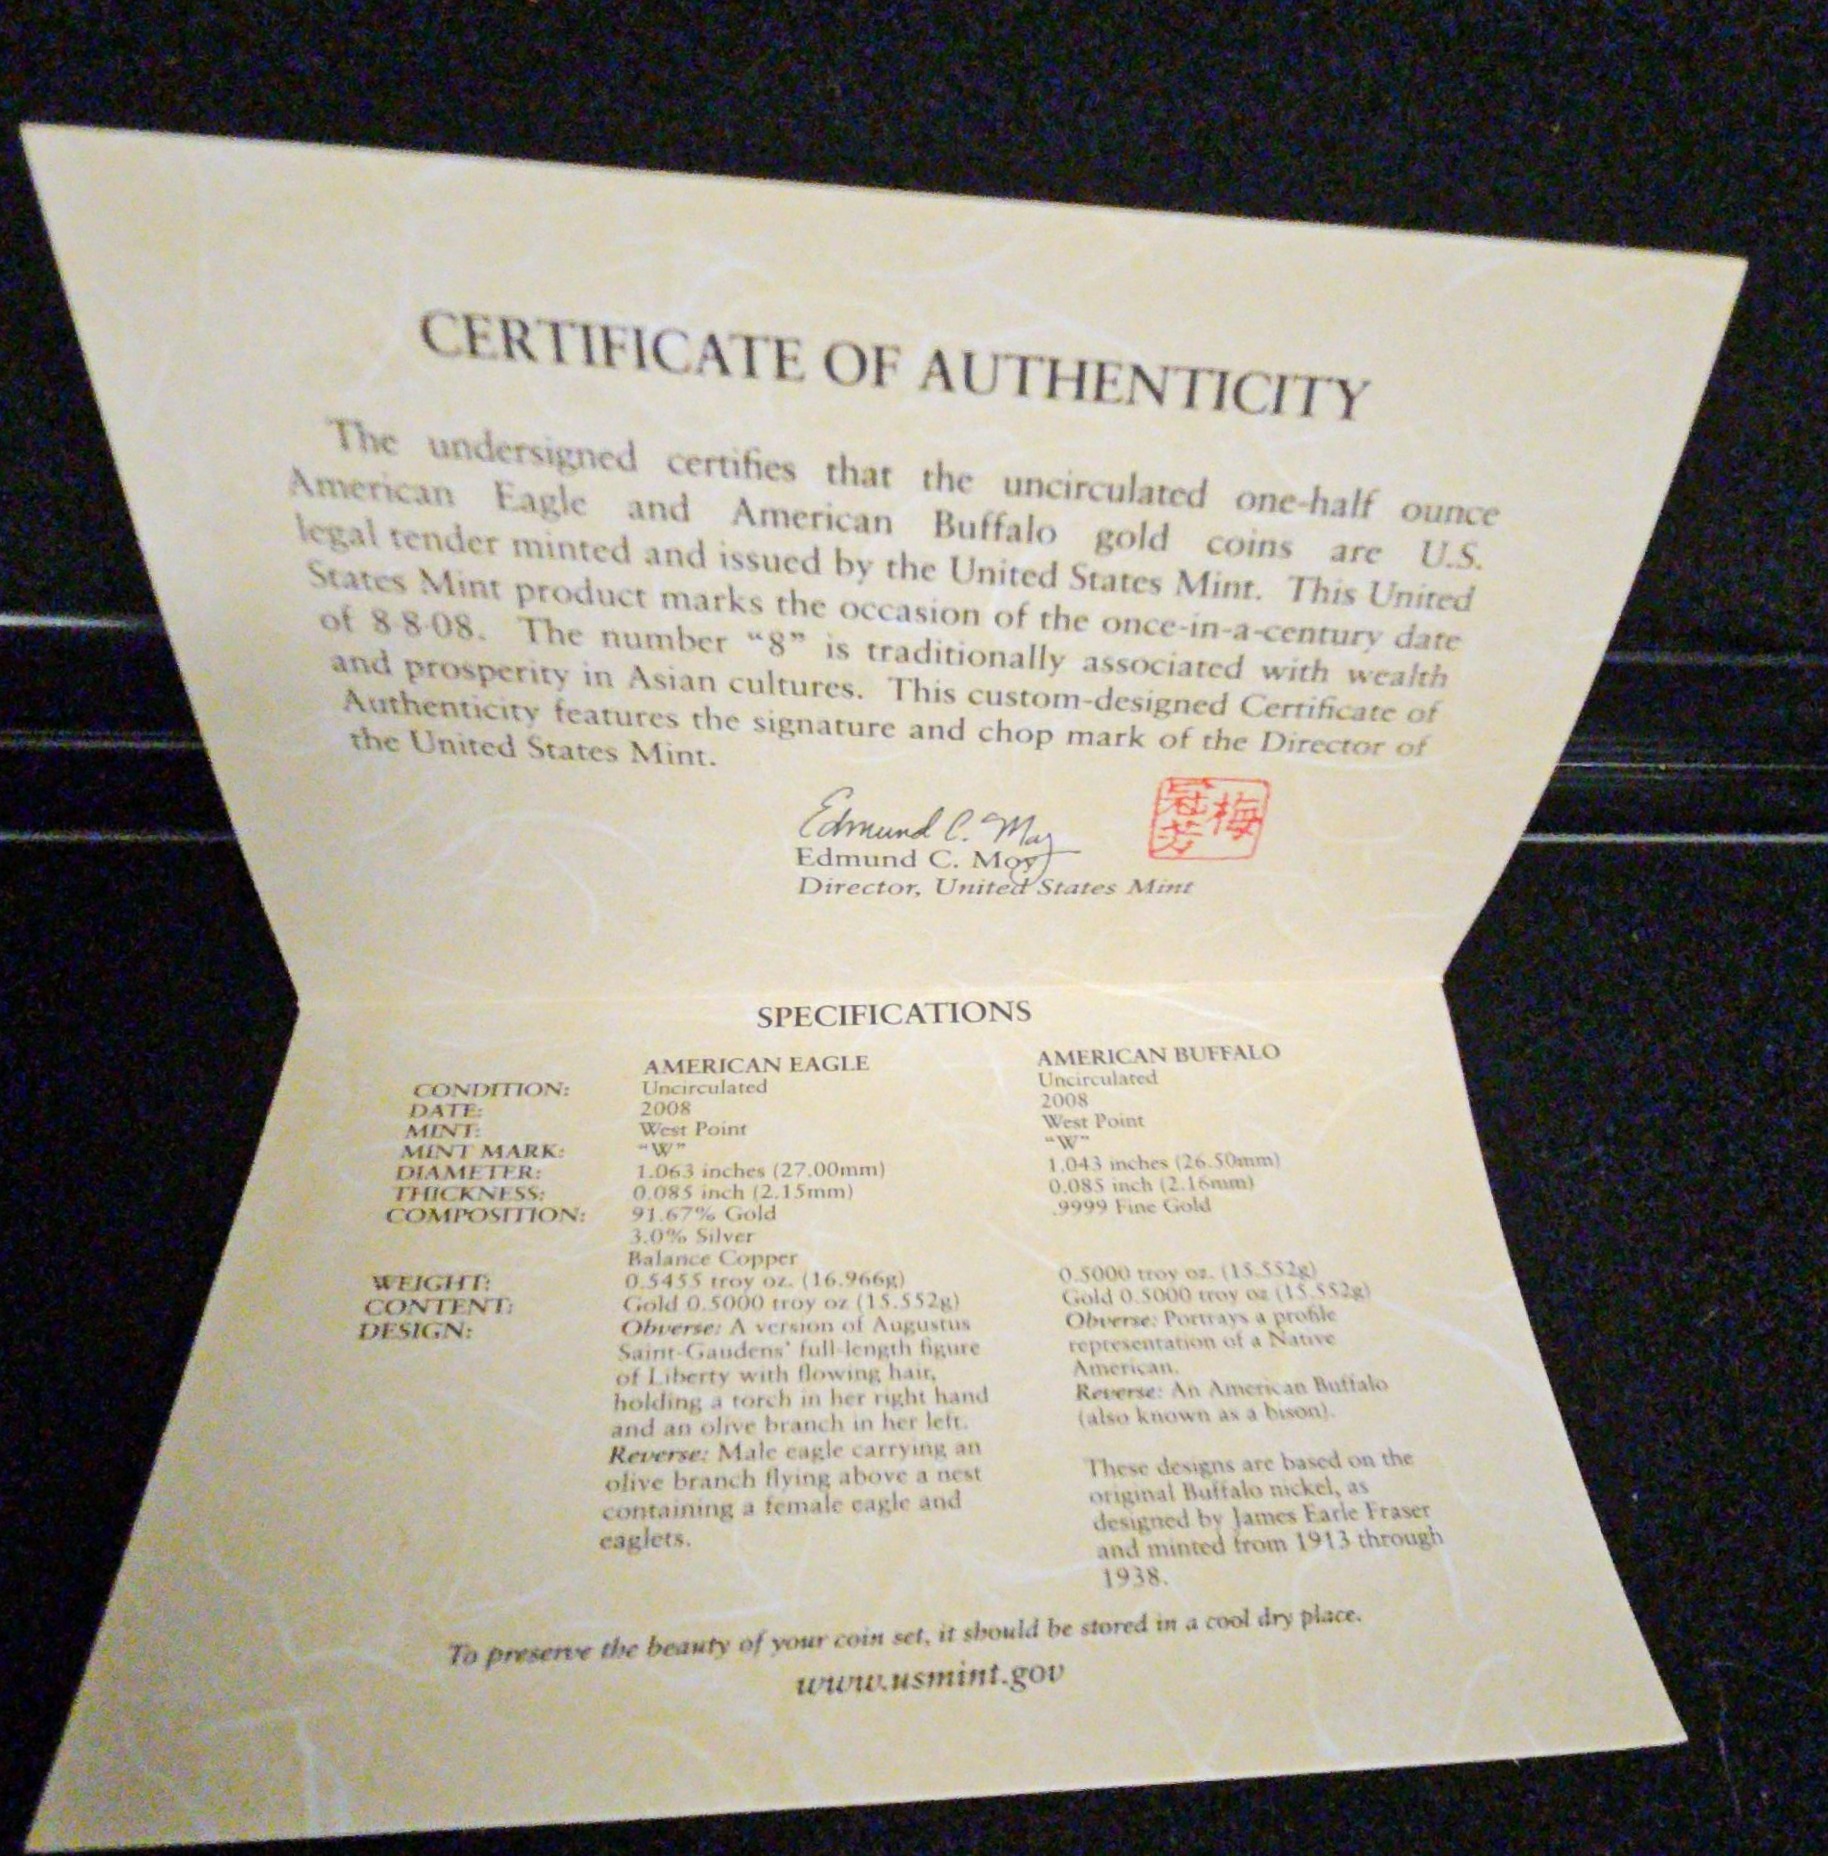 CERTIFICATE OF AUTHENTICITY
The undersigned certifies that the uncirculated one-half ounce
American Eagle and American Buffalo gold coins are U.S.
legal tender minted and issued by the United States Mint. This United
States Mint product marks the occasion of the once-in-a-century date
of 8-8-08. The number “8” is traditionally associated with wealth
and prosperity in Asian cultures. This custom-designed Certificate of
Authenticity features the signature and chop mark of the Director of
the United States Mint.
Edmund C. Moy
梅
冠芳
Edmund C. Moy
Director, United States Mint
SPECIFICATIONS
AMERICAN EAGLE AMERICAN BUFFALO
CONDITION: Uncirculated Uncirculated
DATE: 2008 2008
MINT: West Point West Point
MINT MARK: “W” “W”
DIAMETER: 1.063 inches (27.00mm) 1.043 inches (26.50mm)
THICKNESS: 0.085 inch (2.15mm) 0.085 inch (2.16mm)
COMPOSITION: 91.67% Gold .9999 Fine Gold
3.0% Silver
Balance Copper
WEIGHT: 0.5455 troy oz. (16.966g) 0.5000 troy oz. (15.552g)
CONTENT: Gold 0.5000 troy oz (15.552g) Gold 0.5000 troy oz (15.552g)
DESIGN: Obverse: A version of Augustus Obverse: Portrays a profile
Saint-Gaudens’ full-length figure representation of a Native
of Liberty with flowing hair, American.
holding a torch in her right hand Reverse: An American Buffalo
and an olive branch in her left. (also known as a bison).
Reverse: Male eagle carrying an
olive branch flying above a nest These designs are based on the
containing a female eagle and original Buffalo nickel, as
eaglets. designed by James Earle Fraser
and minted from 1913 through
1938.
To preserve the beauty of your coin set, it should be stored in a cool dry place.
www.usmint.gov